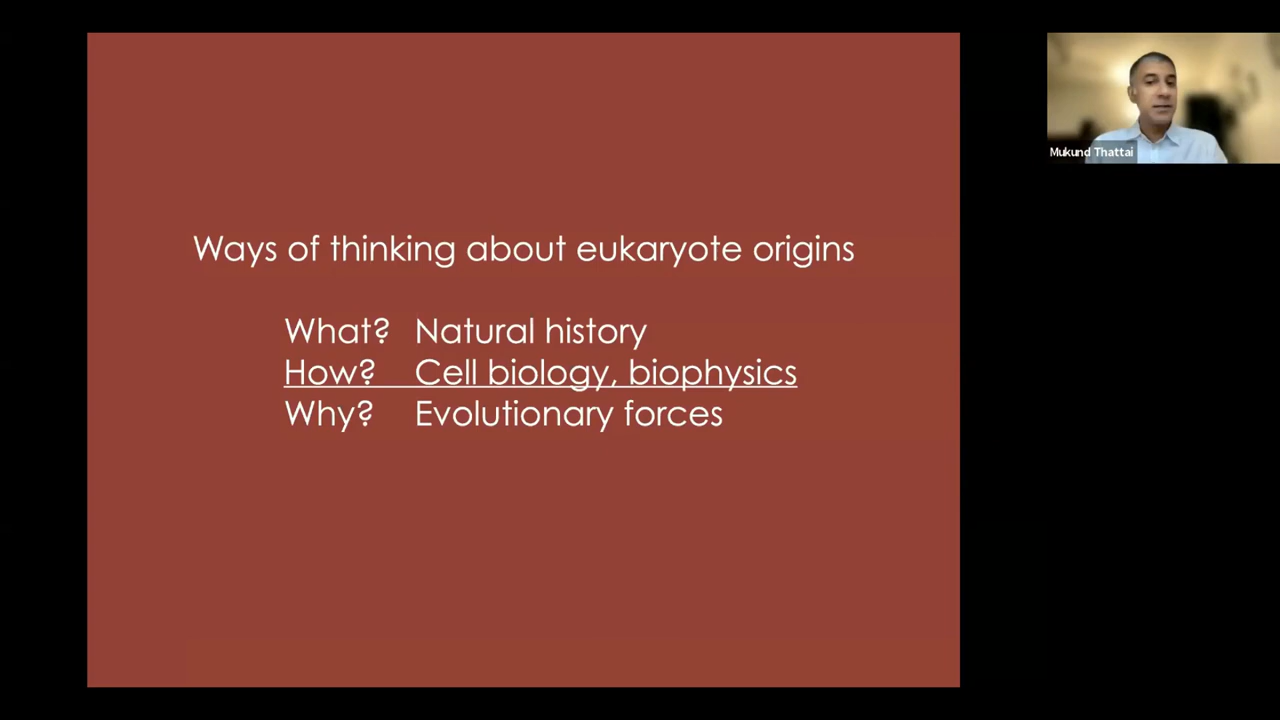 Ways of thinking about eukaryote origins
What? Natural history
How? Cell biology, biophysics
Why? Evolutionary forces
Mukund Thattai